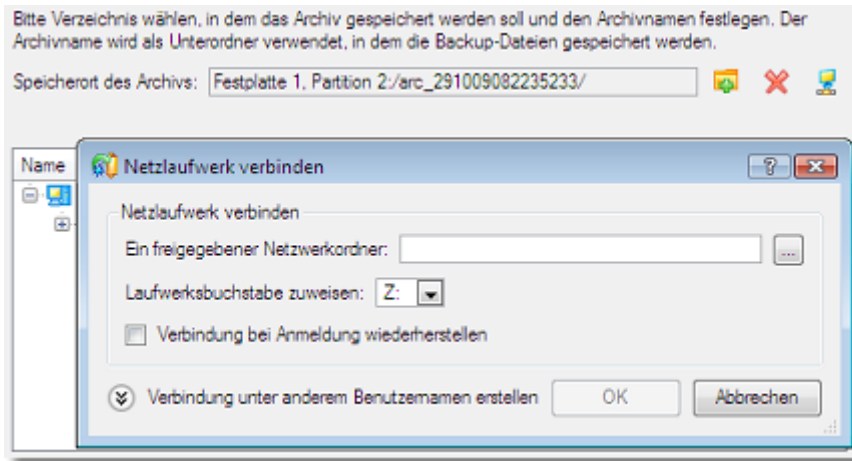 Bitte Verzeichnis wählen, in dem das Archiv gespeichert werden soll und den Archivnamen festlegen. Der
Archivname wird als Unterordner verwendet, in dem die Backup-Dateien gespeichert werden.
Speicherort des Archivs: Festplatte 1, Partition 2:/arc_291009082235233/
Name
Netzlaufwerk verbinden
Netzlaufwerk verbinden
Ein freigegebener Netzwerkordner: ...
Laufwerksbuchstabe zuweisen: Z:
Verbindung bei Anmeldung wiederherstellen
Verbindung unter anderem Benutzernamen erstellen OK Abbrechen